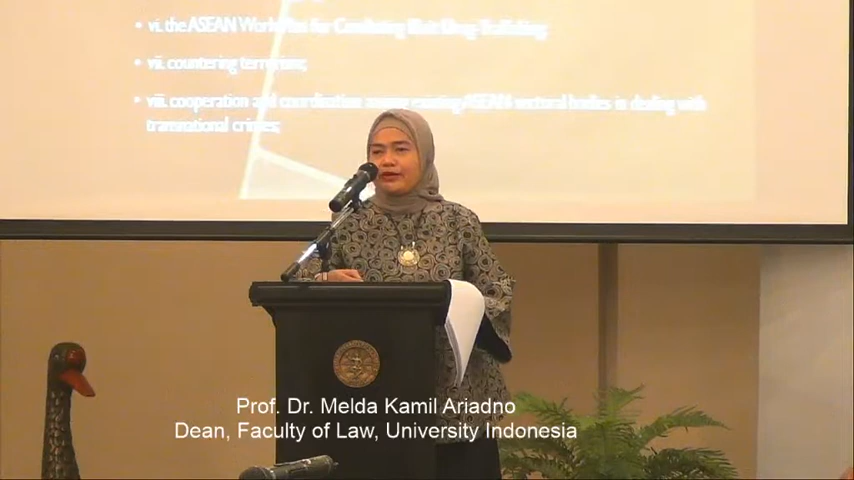 • vi. the ASEAN Work Plan for Combating Illicit Drug-Trafficking;
• vii. countering terrorism;
• viii. cooperation and coordination among existing ASEAN sectoral bodies in dealing with
transnational crimes;
Prof. Dr. Melda Kamil Ariadno
Dean, Faculty of Law, University Indonesia